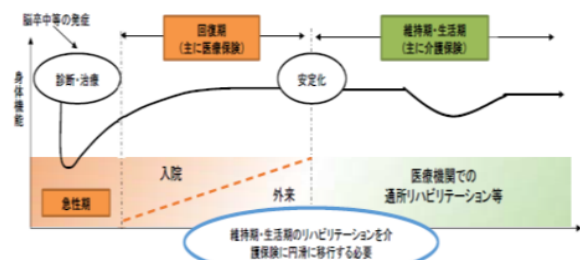 脳卒中等の発症
回復期
(主に医療保険)
維持期・生活期
(主に介護保険)
診断・治療
安定化
身体機能
入院
外来
急性期
医療機関での
通所リハビリテーション等
維持期・生活期のリハビリテーションを介
護保険に円滑に移行する必要